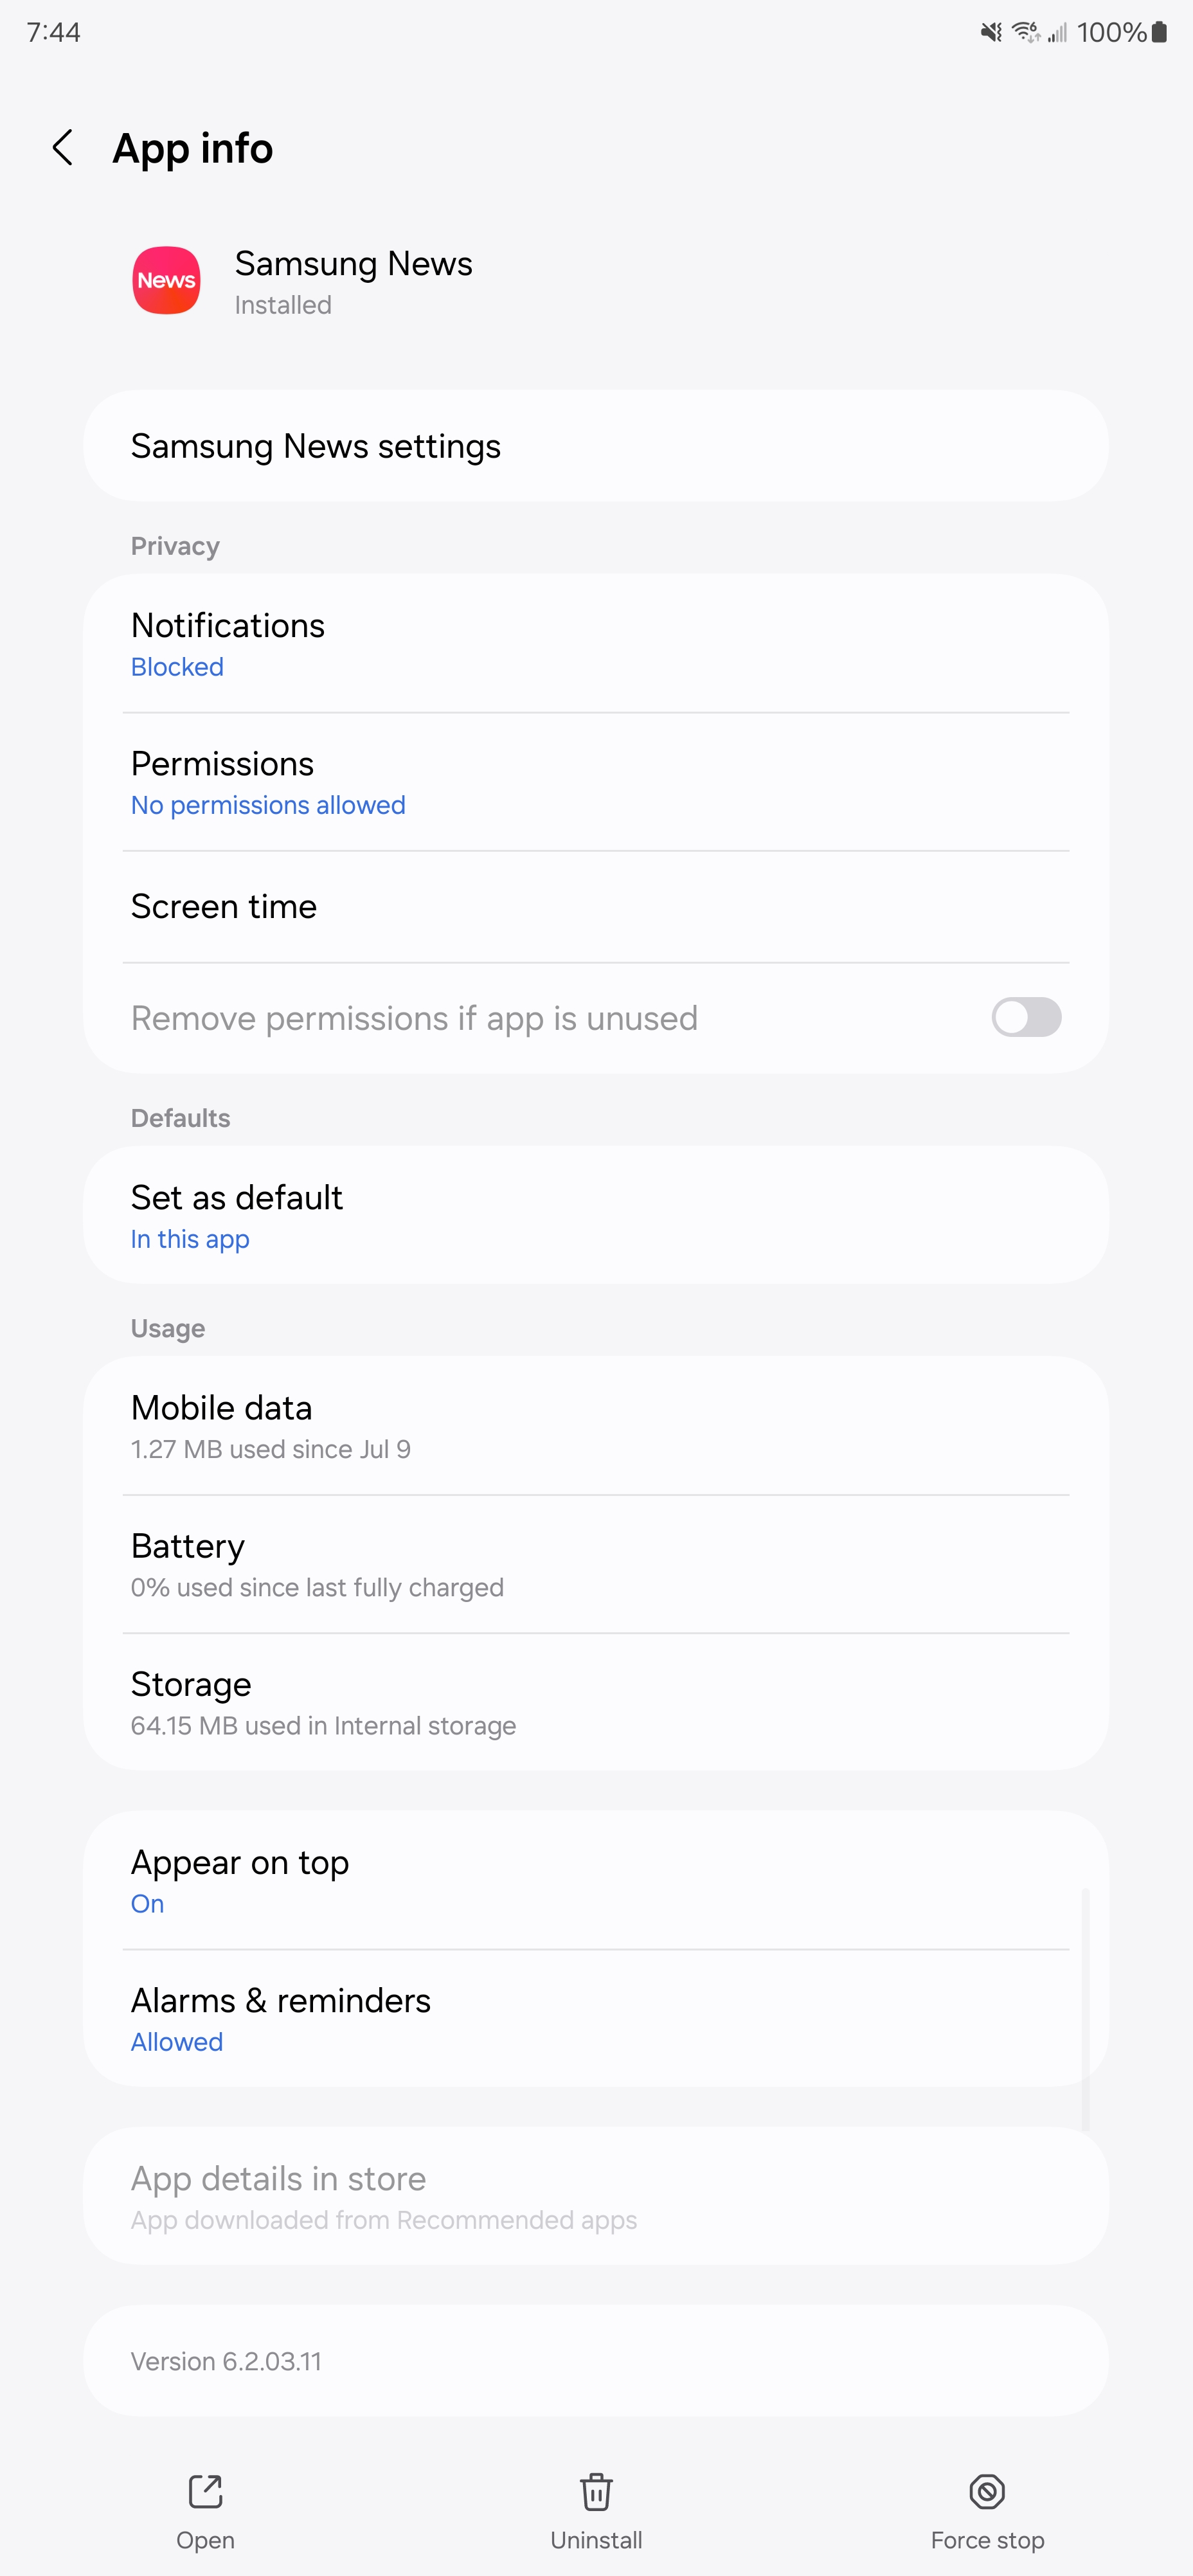 7:44
100%
App info
News
Samsung News
Installed
Samsung News settings
Privacy
Notifications
Blocked
Permissions
No permissions allowed
Screen time
Remove permissions if app is unused
Defaults
Set as default
In this app
Usage
Mobile data
1.27 MB used since Jul 9
Battery
0% used since last fully charged
Storage
64.15 MB used in Internal storage
Appear on top
On
Alarms & reminders
Allowed
App details in store
App downloaded from Recommended apps
Version 6.2.03.11
Open
Uninstall
Force stop